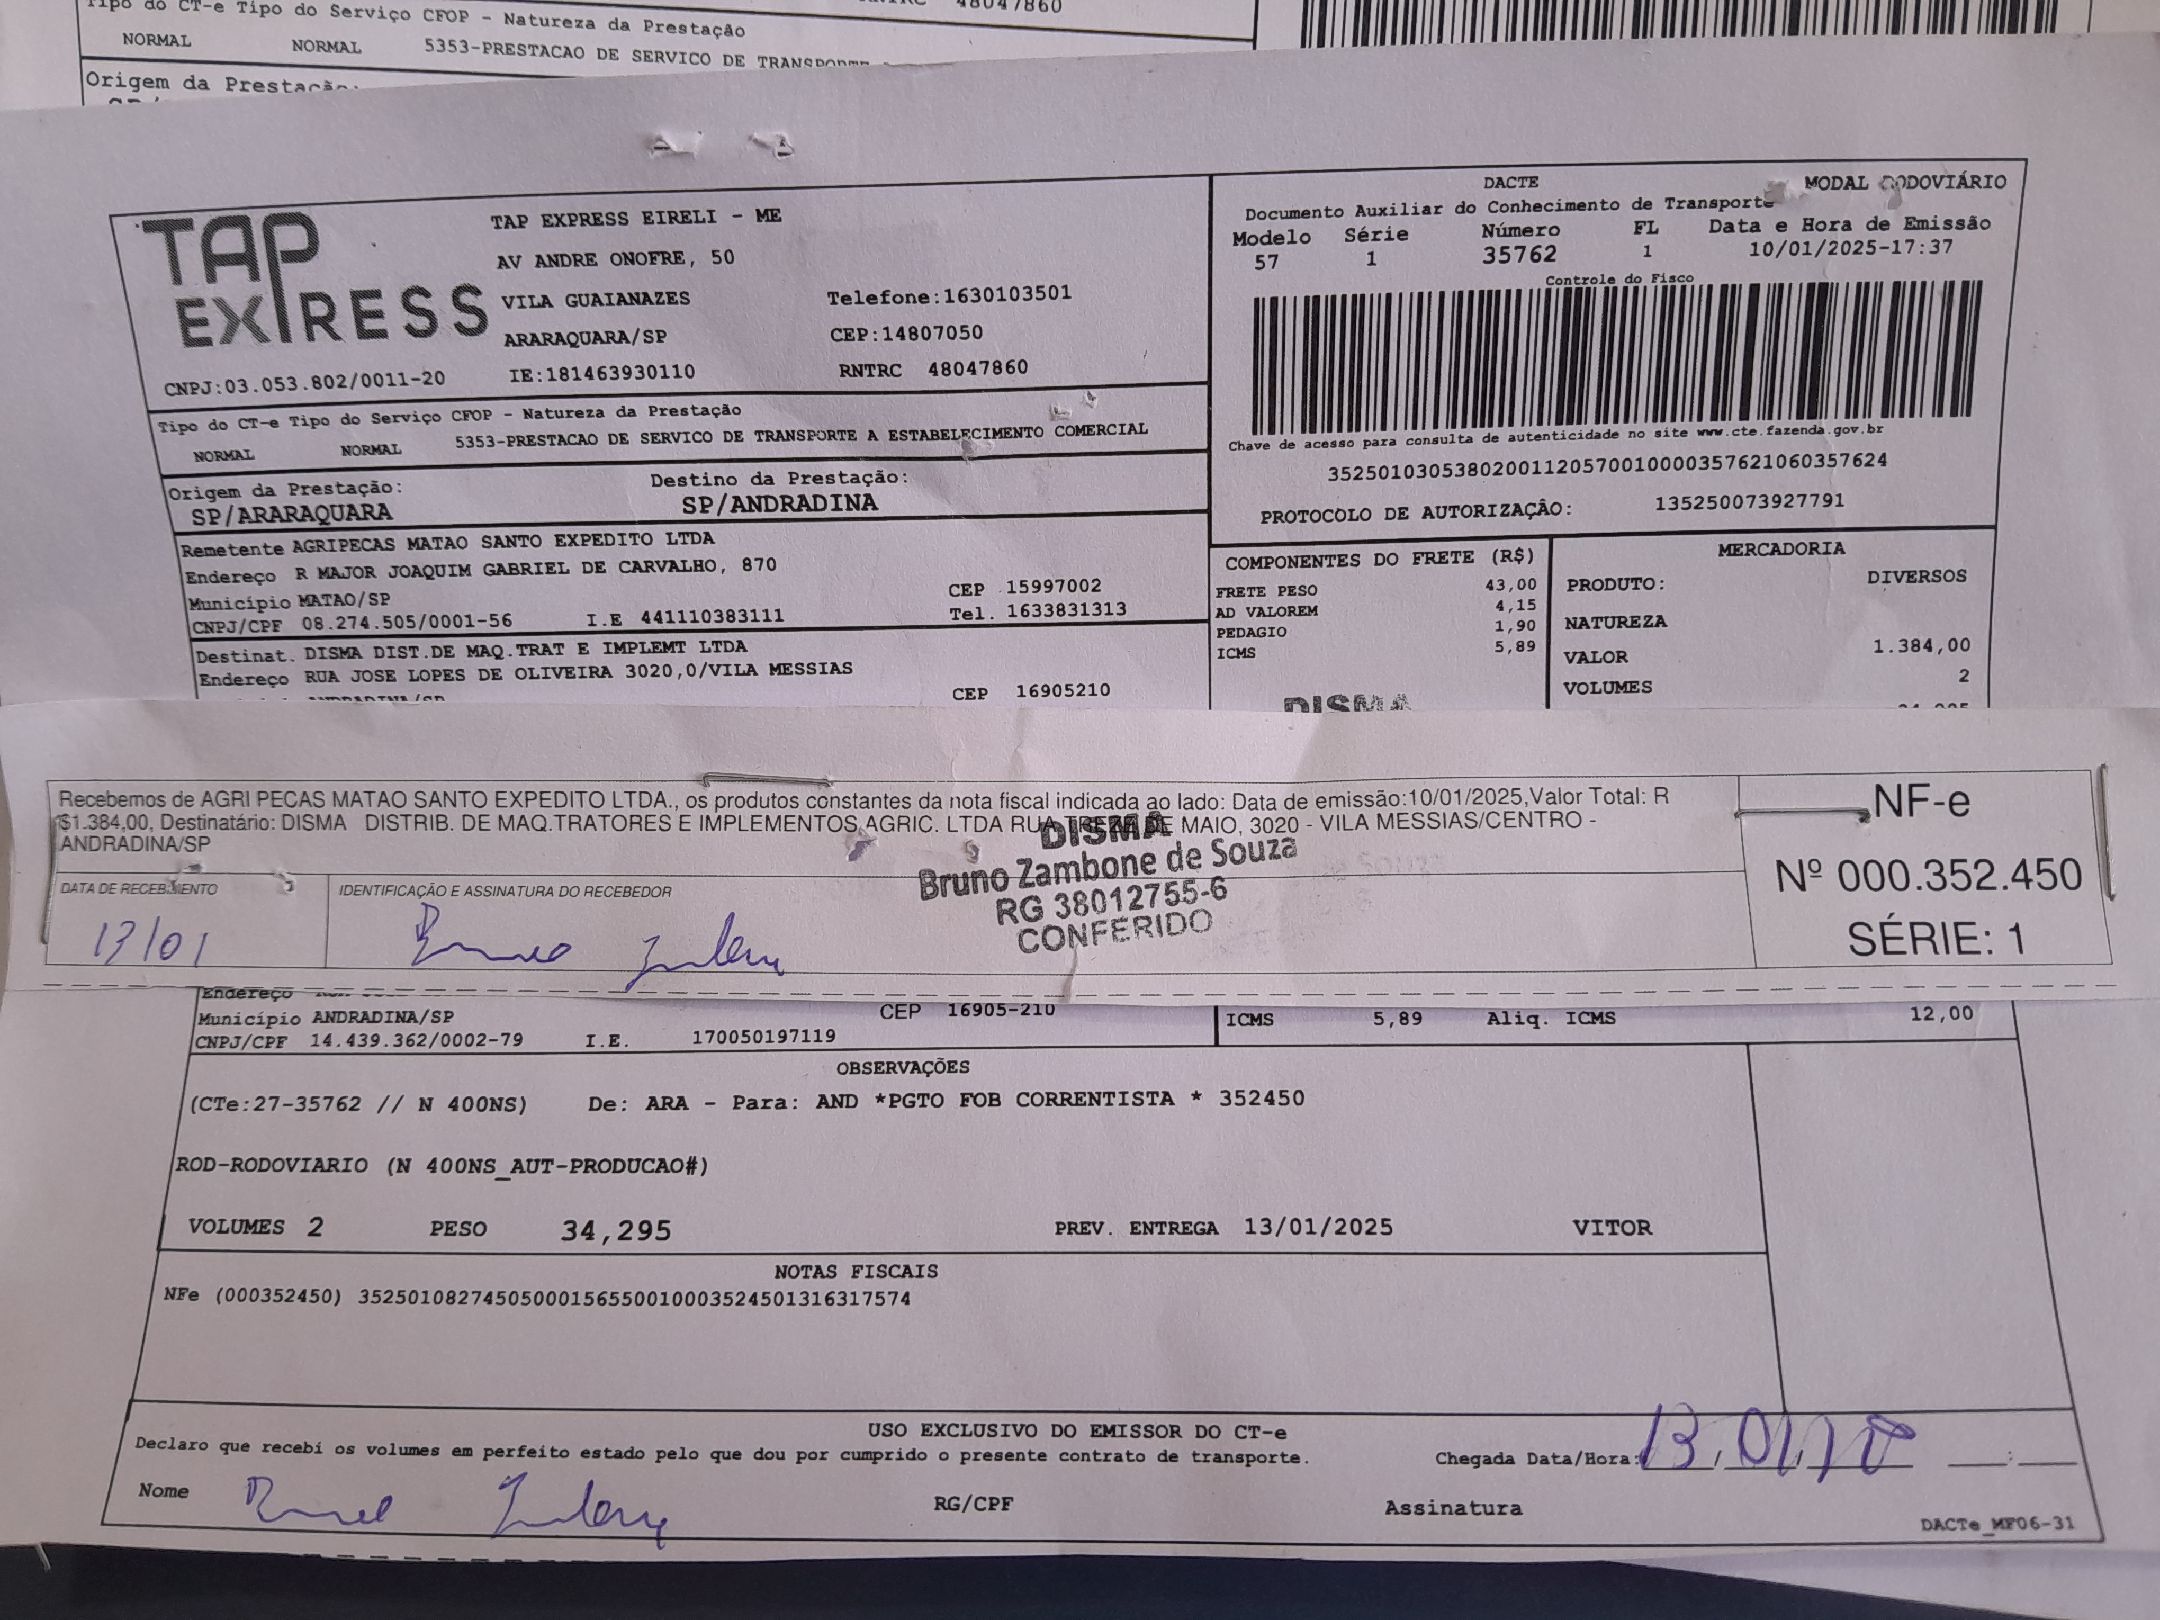 Tipo do CT-e Tipo do Serviço CFOP - Natureza da Prestação
48047860
NORMAL NORMAL 5353-PRESTACAO DE SERVICO DE TRANSPORTE
Origem da Prestação:
TAP EXPRESS
TAP EXPRESS EIRELI - ME
AV ANDRE ONOFRE, 50
VILA GUAIANAZES Telefone:1630103501
ARARAQUARA/SP CEP:14807050
CNPJ:03.053.802/0011-20 IE:181463930110 RNTRC 48047860
Tipo do CT-e Tipo do Serviço CFOP - Natureza da Prestação
NORMAL NORMAL 5353-PRESTACAO DE SERVICO DE TRANSPORTE A ESTABELECIMENTO COMERCIAL
Origem da Prestação: Destino da Prestação:
SP/ARARAQUARA SP/ANDRADINA
Remetente AGRIPECAS MATAO SANTO EXPEDITO LTDA
Endereço R MAJOR JOAQUIM GABRIEL DE CARVALHO, 870
Município MATAO/SP CEP 15997002
CNPJ/CPF 08.274.505/0001-56 I.E 441110383111 Tel. 1633831313
Destinat. DISMA DIST.DE MAQ.TRAT E IMPLEMT LTDA
Endereço RUA JOSE LOPES DE OLIVEIRA 3020,0/VILA MESSIAS
CEP 16905210
DACTE MODAL RODOVIÁRIO
Documento Auxiliar do Conhecimento de Transporte
Modelo Série Número FL Data e Hora de Emissão
57 1 35762 1 10/01/2025-17:37
Controle do Fisco
Chave de acesso para consulta de autenticidade no site www.cte.fazenda.gov.br
35250103053802001120570010000357621060357624
PROTOCOLO DE AUTORIZAÇÂO: 135250073927791
COMPONENTES DO FRETE (R$)
FRETE PESO 43,00
AD VALOREM 4,15
PEDAGIO 1,90
ICMS 5,89
DISMA
MERCADORIA
PRODUTO: DIVERSOS
NATUREZA
VALOR 1.384,00
VOLUMES 2
Recebemos de AGRI PECAS MATAO SANTO EXPEDITO LTDA., os produtos constantes da nota fiscal indicada ao lado: Data de emissão:10/01/2025,Valor Total: R
$1.384,00, Destinatário: DISMA DISTRIB. DE MAQ.TRATORES E IMPLEMENTOS AGRIC. LTDA RUA TREZE DE MAIO, 3020 - VILA MESSIAS/CENTRO -
ANDRADINA/SP
DATA DE RECEBIMENTO IDENTIFICAÇÃO E ASSINATURA DO RECEBEDOR
13/01
DISMA
Bruno Zambone de Souza
RG 38012755-6
CONFERIDO
NF-e
Nº 000.352.450
SÉRIE: 1
Endereço
Município ANDRADINA/SP CEP 16905-210
CNPJ/CPF 14.439.362/0002-79 I.E. 170050197119
ICMS 5,89 Aliq. ICMS 12,00
OBSERVAÇÕES
(CTe:27-35762 // N 400NS) De: ARA - Para: AND *PGTO FOB CORRENTISTA * 352450
ROD-RODOVIARIO (N 400NS_AUT-PRODUCAO#)
VOLUMES 2 PESO 34,295 PREV. ENTREGA 13/01/2025 VITOR
NOTAS FISCAIS
NFe (000352450) 35250108274505000156550010003524501316317574
USO EXCLUSIVO DO EMISSOR DO CT-e
Declaro que recebi os volumes em perfeito estado pelo que dou por cumprido o presente contrato de transporte. Chegada Data/Hora: 13/01
Nome RG/CPF Assinatura
DACTe_MF06-31